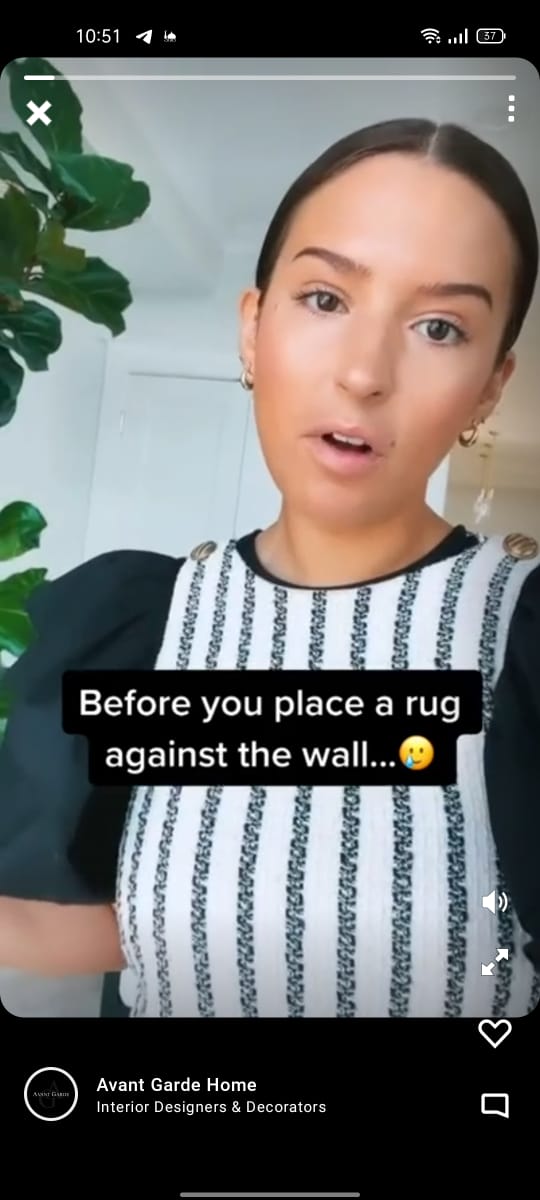 10:51
37
Before you place a rug
against the wall...🥲
AVANT GARDE
Avant Garde Home
Interior Designers & Decorators